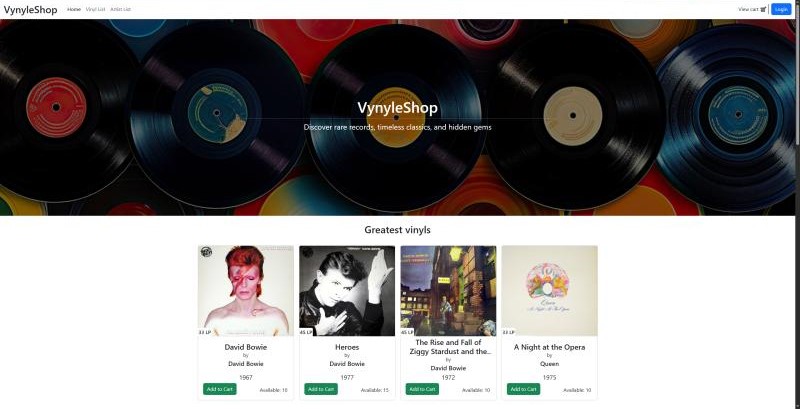 VynyleShop Home Vinyl List Artist List View cart Login
VynyleShop
Discover rare records, timeless classics, and hidden gems
Greatest vinyls
33 LP 45 LP 45 LP 33 LP
David Bowie
by
David Bowie
1967
Add to Cart Available: 10
Heroes
by
David Bowie
1977
Add to Cart Available: 15
The Rise and Fall of
Ziggy Stardust and the..
by
David Bowie
1972
Add to Cart Available: 10
A Night at the Opera
by
Queen
1975
Add to Cart Available: 10